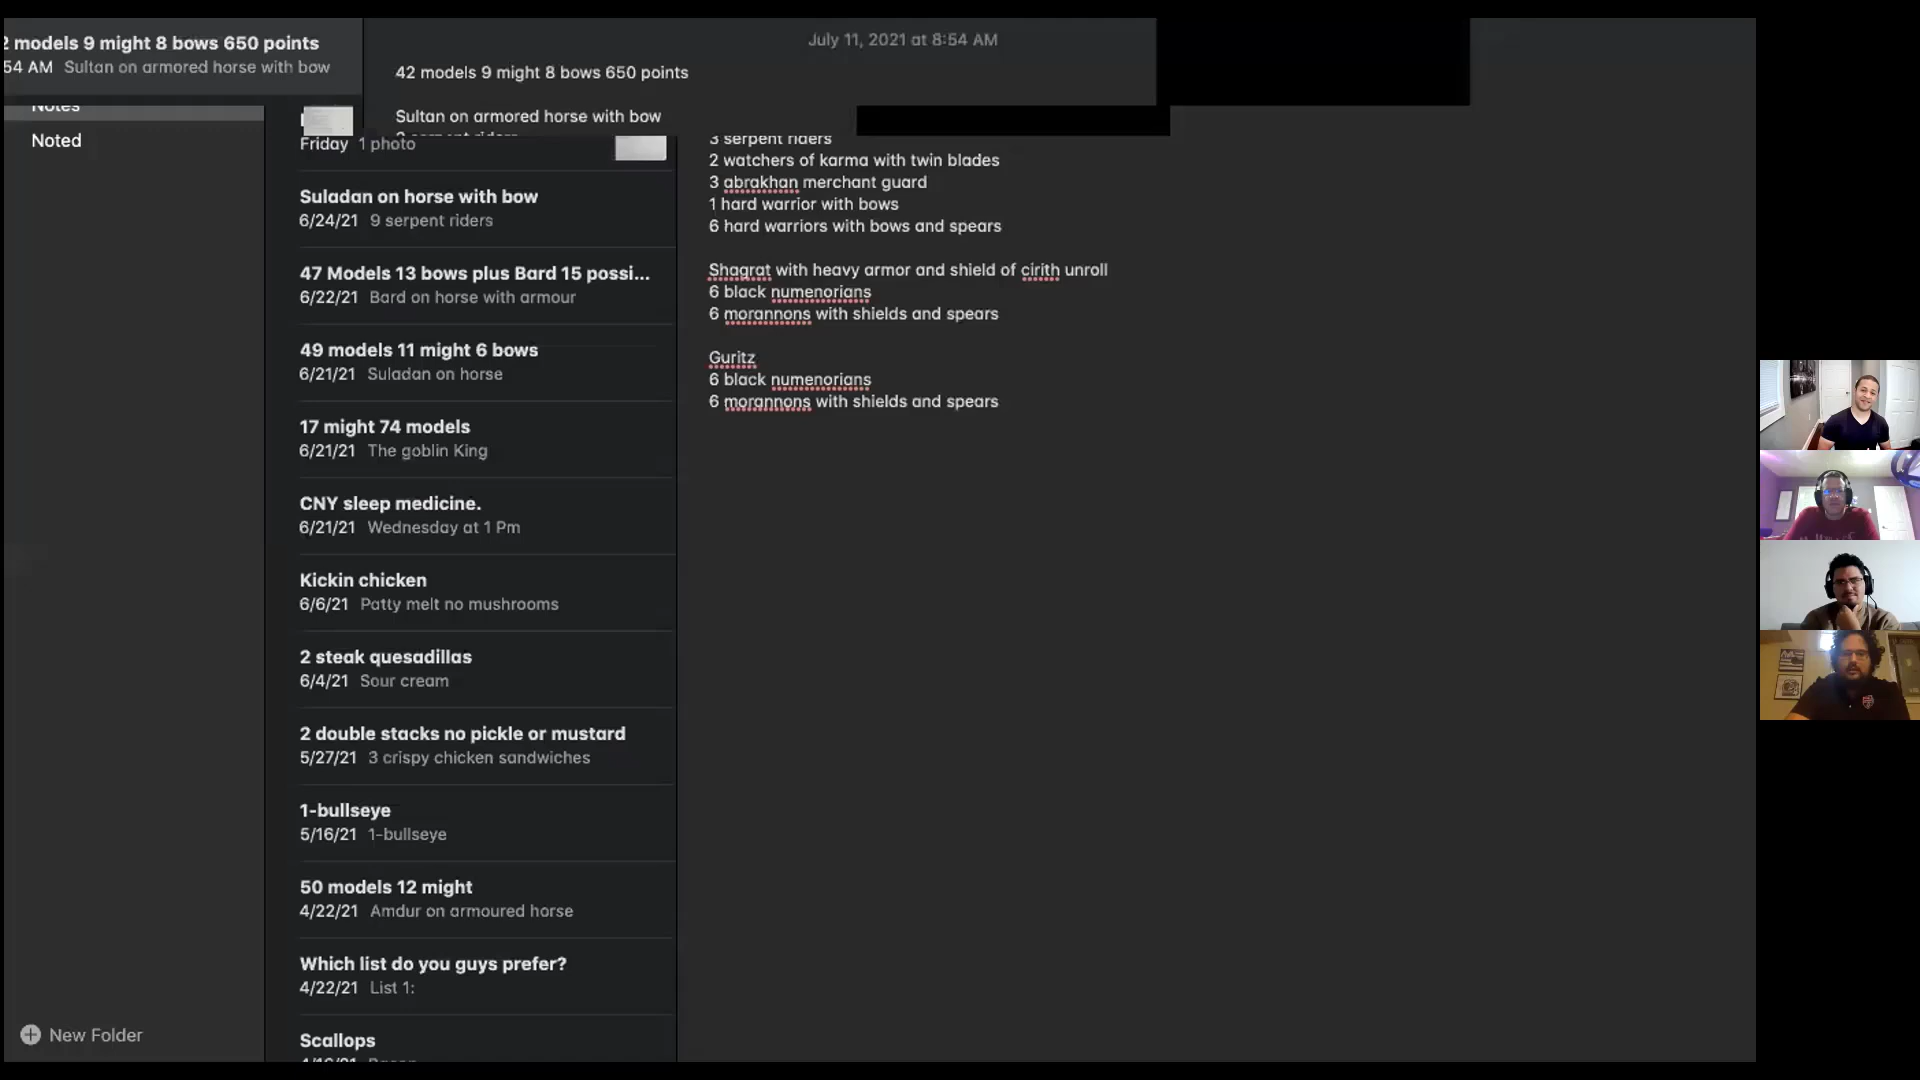 2 models 9 might 8 bows 650 points
54 AM Sultan on armored horse with bow
Notes
Noted
New Folder
Friday 1 photo
Suladan on horse with bow
6/24/21 9 serpent riders
47 Models 13 bows plus Bard 15 possi...
6/22/21 Bard on horse with armour
49 models 11 might 6 bows
6/21/21 Suladan on horse
17 might 74 models
6/21/21 The goblin King
CNY sleep medicine.
6/21/21 Wednesday at 1 Pm
Kickin chicken
6/6/21 Patty melt no mushrooms
2 steak quesadillas
6/4/21 Sour cream
2 double stacks no pickle or mustard
5/27/21 3 crispy chicken sandwiches
1-bullseye
5/16/21 1-bullseye
50 models 12 might
4/22/21 Amdur on armoured horse
Which list do you guys prefer?
4/22/21 List 1:
Scallops
July 11, 2021 at 8:54 AM
42 models 9 might 8 bows 650 points
Sultan on armored horse with bow
3 serpent riders
2 watchers of karma with twin blades
3 abrakhan merchant guard
1 hard warrior with bows
6 hard warriors with bows and spears
Shagrat with heavy armor and shield of cirith unroll
6 black numenorians
6 morannons with shields and spears
Guritz
6 black numenorians
6 morannons with shields and spears